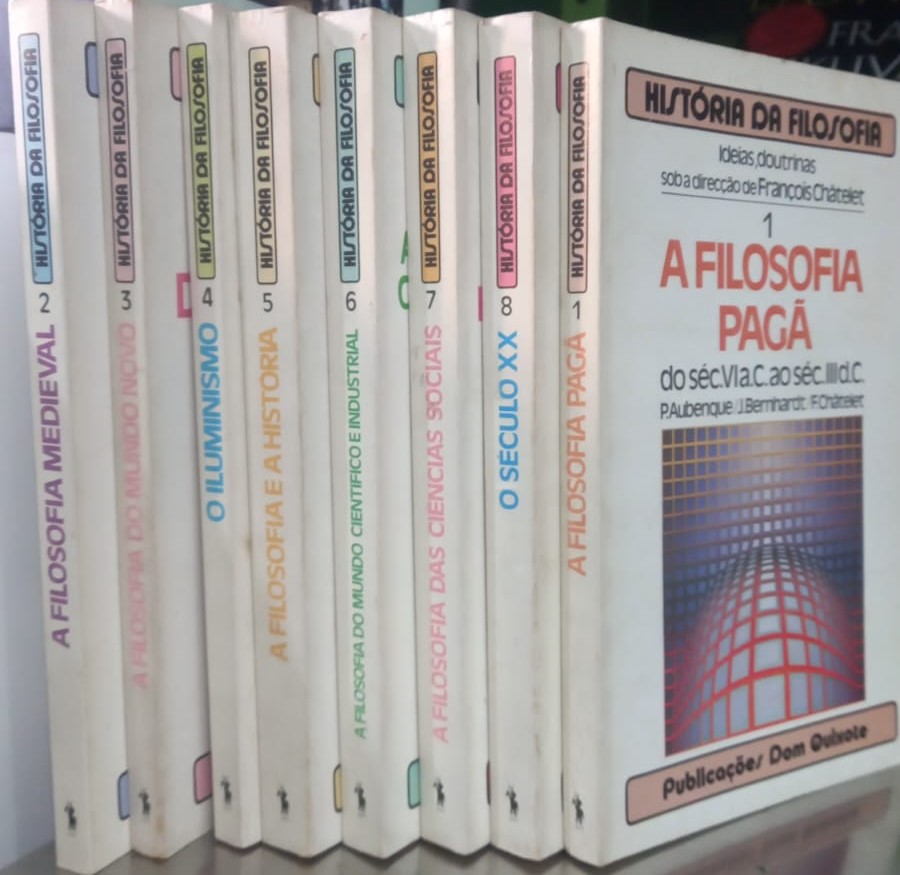 HISTÓRIA DA FILOSOFIA
2
A FILOSOFIA MEDIEVAL
HISTÓRIA DA FILOSOFIA
3
A FILOSOFIA DO MUNDO NOVO
HISTÓRIA DA FILOSOFIA
4
O ILUMINISMO
HISTÓRIA DA FILOSOFIA
5
A FILOSOFIA E A HISTORIA
HISTÓRIA DA FILOSOFIA
6
A FILOSOFIA DO MUNDO CIENTIFICO E INDUSTRIAL
HISTÓRIA DA FILOSOFIA
7
A FILOSOFIA DAS CIENCIAS SOCIAIS
HISTÓRIA DA FILOSOFIA
8
O SÉCULO XX
HISTÓRIA DA FILOSOFIA
1
A FILOSOFIA PAGÃ
HISTÓRIA DA FILOSOFIA
Ideias, doutrinas
sob a direcção de François Châtelet
1
A FILOSOFIA
PAGÃ
do séc. VI a.C. ao séc. III d.C.
P. Aubenque / J. Bernhardt / F. Châtelet
Publicações Dom Quixote
FRA